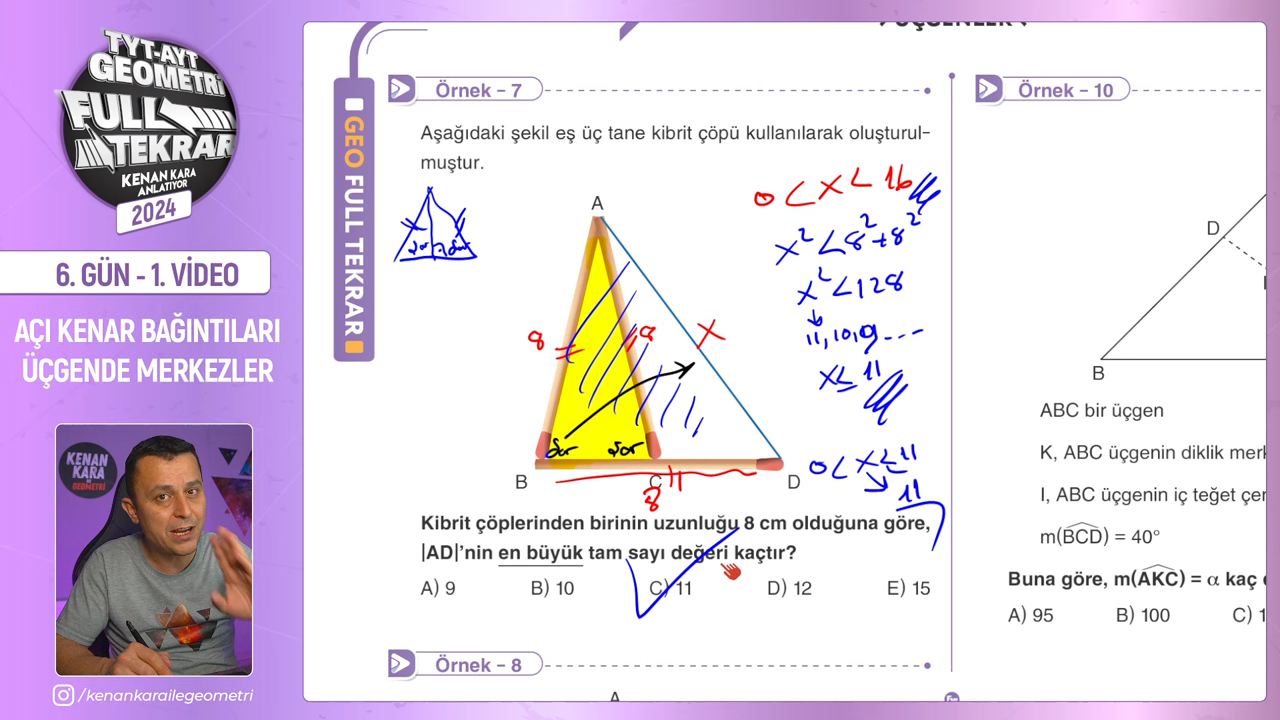 TYT-AYT
GEOMETRİ
FULL
TEKRAR
KENAN KARA
ANLATIYOR
2024
6. GÜN - 1. VİDEO
AÇI KENAR BAĞINTILARI
ÜÇGENDE MERKEZLER
KENAN
KARA
GEOMETRİ
/kenankarailegeometri
GEO FULL TEKRAR
ÜÇGENLER
Örnek – 7
Aşağıdaki şekil eş üç tane kibrit çöpü kullanılarak oluşturul-
muştur.
A
B
C
D
8
8
8
x
dar
dar
0 < x < 16
x² < 8² + 8²
x² < 128
11, 10, 9 ...
x ≤ 11
0 < x ≤ 11
11
Kibrit çöplerinden birinin uzunluğu 8 cm olduğuna göre,
|AD|'nin en büyük tam sayı değeri kaçtır?
A) 9 B) 10 C) 11 D) 12 E) 15
Örnek – 8
A
Örnek – 10
D
B
ABC bir üçgen
K, ABC üçgenin diklik
I, ABC üçgenin iç teğet
m(BCD) = 40°
Buna göre, m(AKC) = α kaç
A) 95 B) 100 C)